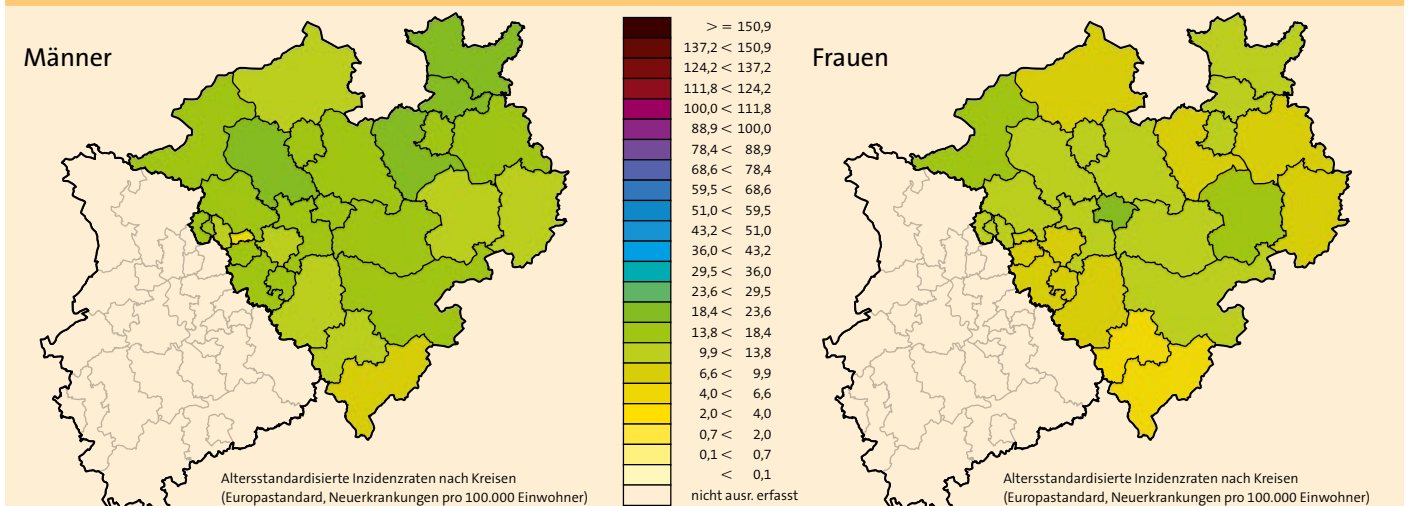 Männer
> = 150,9
137,2 < 150,9
124,2 < 137,2
111,8 < 124,2
100,0 < 111,8
88,9 < 100,0
78,4 < 88,9
68,6 < 78,4
59,5 < 68,6
51,0 < 59,5
43,2 < 51,0
36,0 < 43,2
29,5 < 36,0
23,6 < 29,5
18,4 < 23,6
13,8 < 18,4
9,9 < 13,8
6,6 < 9,9
4,0 < 6,6
2,0 < 4,0
0,7 < 2,0
0,1 < 0,7
< 0,1
nicht ausr. erfasst
Altersstandardisierte Inzidenzraten nach Kreisen
(Europastandard, Neuerkrankungen pro 100.000 Einwohner)
Frauen
Altersstandardisierte Inzidenzraten nach Kreisen
(Europastandard, Neuerkrankungen pro 100.000 Einwohner)